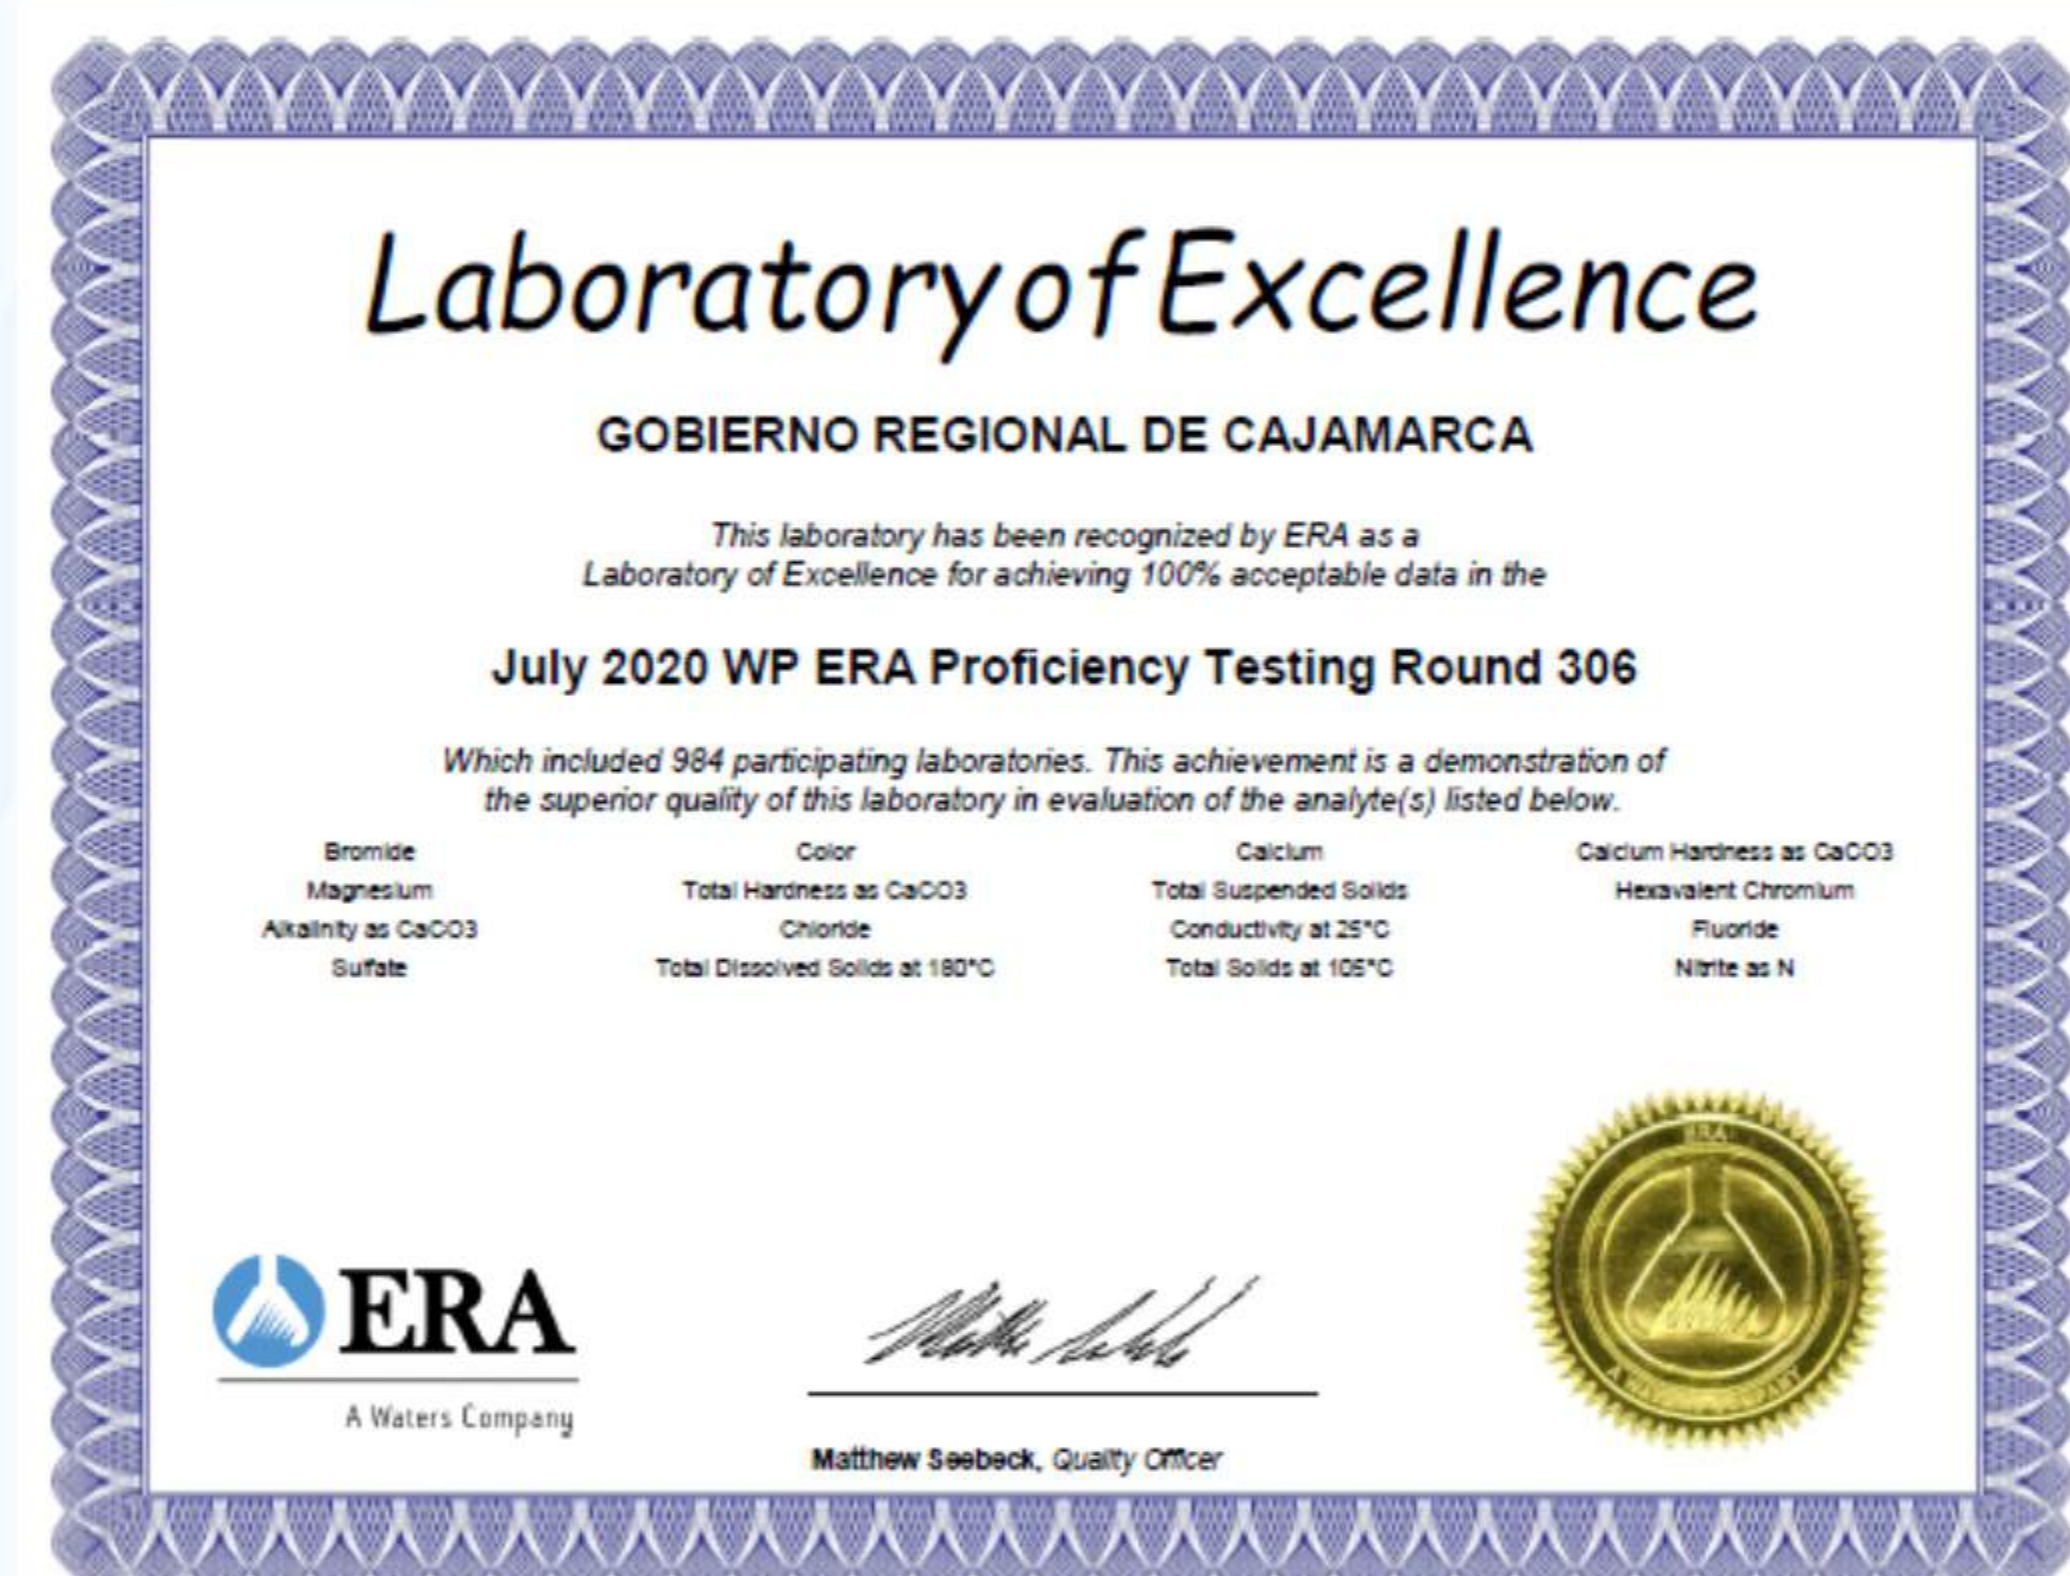 Laboratory of Excellence
GOBIERNO REGIONAL DE CAJAMARCA
This laboratory has been recognized by ERA as a
Laboratory of Excellence for achieving 100% acceptable data in the
July 2020 WP ERA Proficiency Testing Round 306
Which included 984 participating laboratories. This achievement is a demonstration of
the superior quality of this laboratory in evaluation of the analyte(s) listed below.
Bromide Color Calcium Calcium Hardness as CaCO3
Magnesium Total Hardness as CaCO3 Total Suspended Solids Hexavalent Chromium
Alkalinity as CaCO3 Chloride Conductivity at 25°C Fluoride
Sulfate Total Dissolved Solids at 180°C Total Solids at 105°C Nitrite as N
ERA
A Waters Company
ERA
A WATERS COMPANY
Matthew Seebeck, Quality Officer